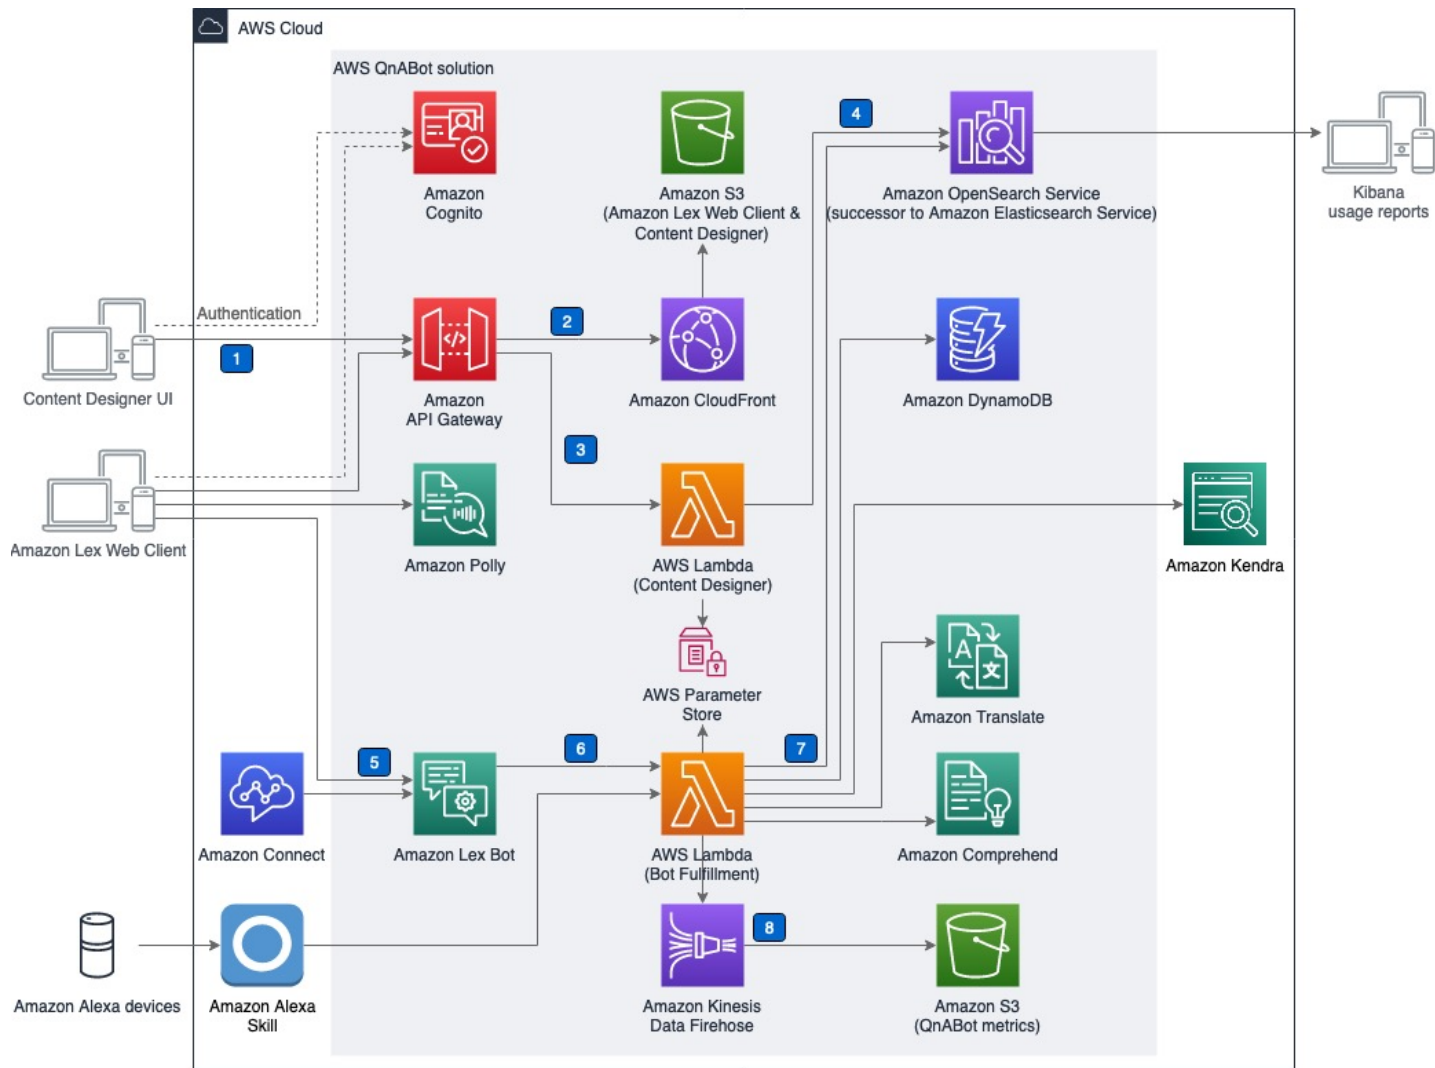 AWS Cloud
AWS QnABot solution
4
Amazon
Cognito
Amazon S3
(Amazon Lex Web Client &
Content Designer)
Amazon OpenSearch Service
(successor to Amazon Elasticsearch Service)
Kibana
usage reports
Authentication
1
2
Content Designer UI
Amazon
API Gateway
Amazon CloudFront
Amazon DynamoDB
3
Amazon Lex Web Client
Amazon Polly
AWS Lambda
(Content Designer)
Amazon Kendra
AWS Parameter
Store
A
文
Amazon Translate
5
6
7
Amazon Connect
Amazon Lex Bot
AWS Lambda
(Bot Fulfillment)
Amazon Comprehend
8
Amazon Alexa devices
Amazon Alexa
Skill
Amazon Kinesis
Data Firehose
Amazon S3
(QnABot metrics)